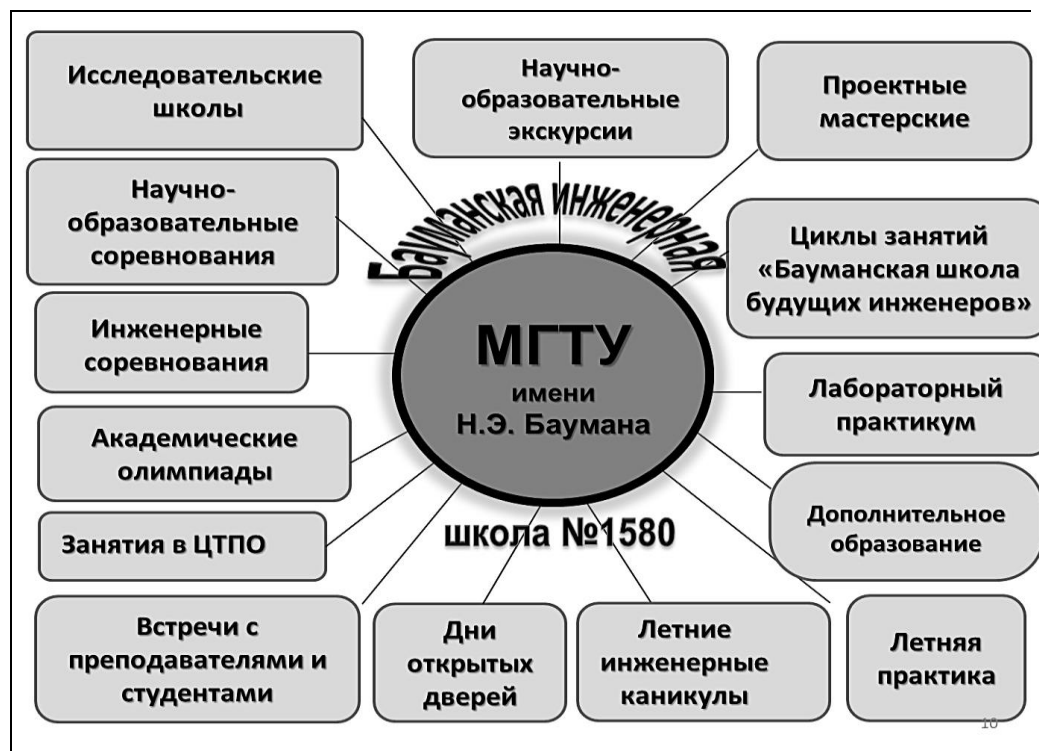 Исследовательские
школы
Научно-
образовательные
экскурсии
Проектные
мастерские
Научно-
образовательные
соревнования
Бауманская инженерная
Циклы занятий
«Бауманская школа
будущих инженеров»
Инженерные
соревнования
МГТУ
имени
Н.Э. Баумана
Лабораторный
практикум
Академические
олимпиады
Дополнительное
образование
Занятия в ЦТПО
школа №1580
Встречи с
преподавателями и
студентами
Дни
открытых
дверей
Летние
инженерные
каникулы
Летняя
практика
10